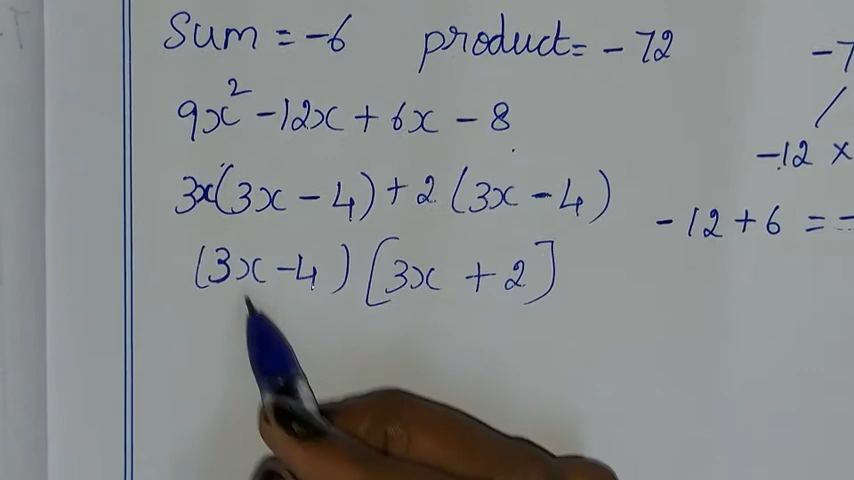 Sum = -6 product = -72
9x² - 12x + 6x - 8
3x(3x - 4) + 2 (3x - 4)
(3x - 4) [3x + 2]
-7
-12 ×
-12 + 6 = -